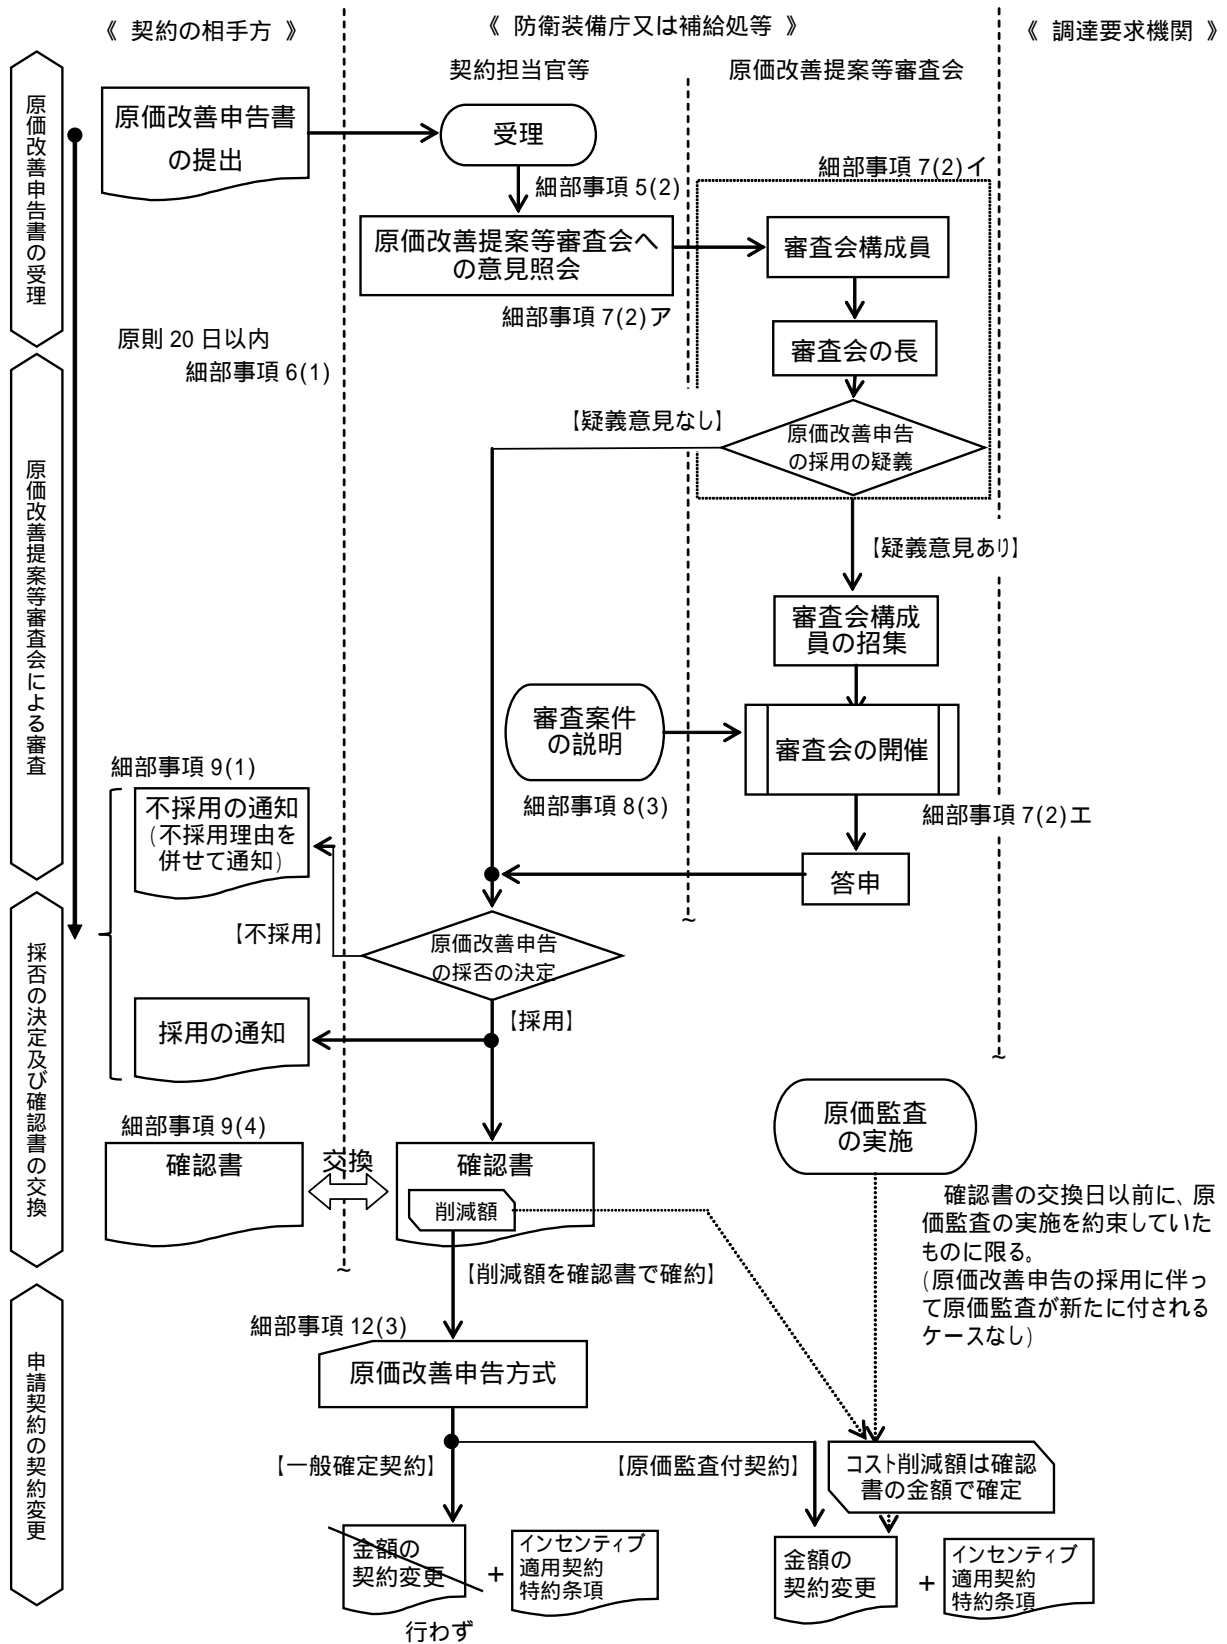 《 契約の相手方 》
《 防衛装備庁又は補給処等 》
《 調達要求機関 》
契約担当官等
原価改善提案等審査会
原価改善申告書の受理
原価改善申告書
の提出
受理
細部事項 5(2)
細部事項 7(2)イ
原価改善提案等審査会へ
の意見照会
細部事項 7(2)ア
審査会構成員
審査会の長
原則 20 日以内
細部事項 6(1)
原価改善提案等審査会による審査
【疑義意見なし】
原価改善申告
の採用の疑義
【疑義意見あり】
審査会構成
員の招集
審査案件
の説明
細部事項 8(3)
審査会の開催
細部事項 7(2)エ
答申
細部事項 9(1)
不採用の通知
(不採用理由を
併せて通知)
【不採用】
原価改善申告
の採否の決定
採否の決定及び確認書の交換
採用の通知
【採用】
細部事項 9(4)
確認書
交換
確認書
削減額
原価監査
の実施
確認書の交換日以前に、原
価監査の実施を約束していた
ものに限る。
(原価改善申告の採用に伴っ
て原価監査が新たに付される
ケースなし)
【削減額を確認書で確約】
細部事項 12(3)
原価改善申告方式
申請契約の契約変更
【一般確定契約】
【原価監査付契約】
コスト削減額は確認
書の金額で確定
金額の
契約変更
+
インセンティブ
適用契約
特約条項
行わず
金額の
契約変更
+
インセンティブ
適用契約
特約条項